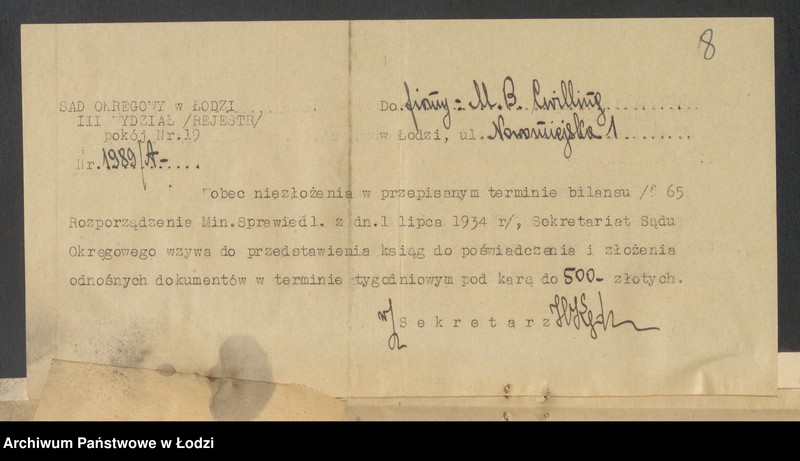 8
SĄD OKRĘGOWY w ŁODZI
III WYDZIAŁ /REJESTR/
pokój Nr.19
Nr. 1989/A-.....
Do firmy:- M. B. Cwilling
w Łodzi, ul. Nowomiejska 1
Wobec niezłożenia w przepisanym terminie bilansu /§ 65
Rozporządzenie Min.Sprawiedl. z dn.1 lipca 1934 r/, Sekretariat Sądu
Okręgowego wzywa do przedstawienia ksiąg do poświadczenia i złożenia
odnośnych dokumentów w terminie tygodniowym pod karą do 500- złotych.
Sekretarz
Archiwum Państwowe w Łodzi